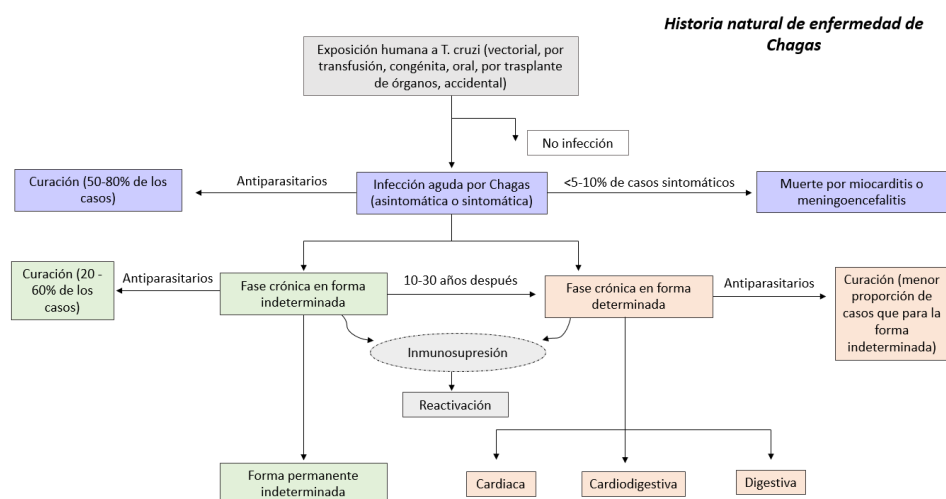 Historia natural de enfermedad de
Chagas
Exposición humana a T. cruzi (vectorial, por
transfusión, congénita, oral, por trasplante
de órganos, accidental)
No infección
Curación (50-80% de los
casos)
Antiparasitarios
Infección aguda por Chagas
(asintomática o sintomática)
<5-10% de casos sintomáticos
Muerte por miocarditis o
meningoencefalitis
Curación (20 -
60% de los
casos)
Antiparasitarios
Fase crónica en forma
indeterminada
10-30 años después
Fase crónica en forma
determinada
Antiparasitarios
Curación (menor
proporción de
casos que para la
forma
indeterminada)
Inmunosupresión
Reactivación
Forma permanente
indeterminada
Cardiaca
Cardiodigestiva
Digestiva